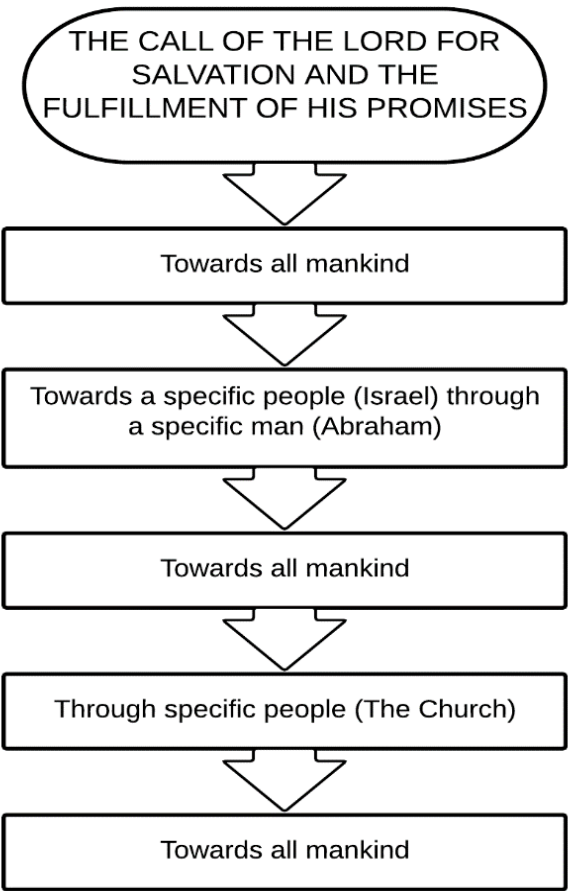 THE CALL OF THE LORD FOR
SALVATION AND THE
FULFILLMENT OF HIS PROMISES
Towards all mankind
Towards a specific people (Israel) through
a specific man (Abraham)
Towards all mankind
Through specific people (The Church)
Towards all mankind